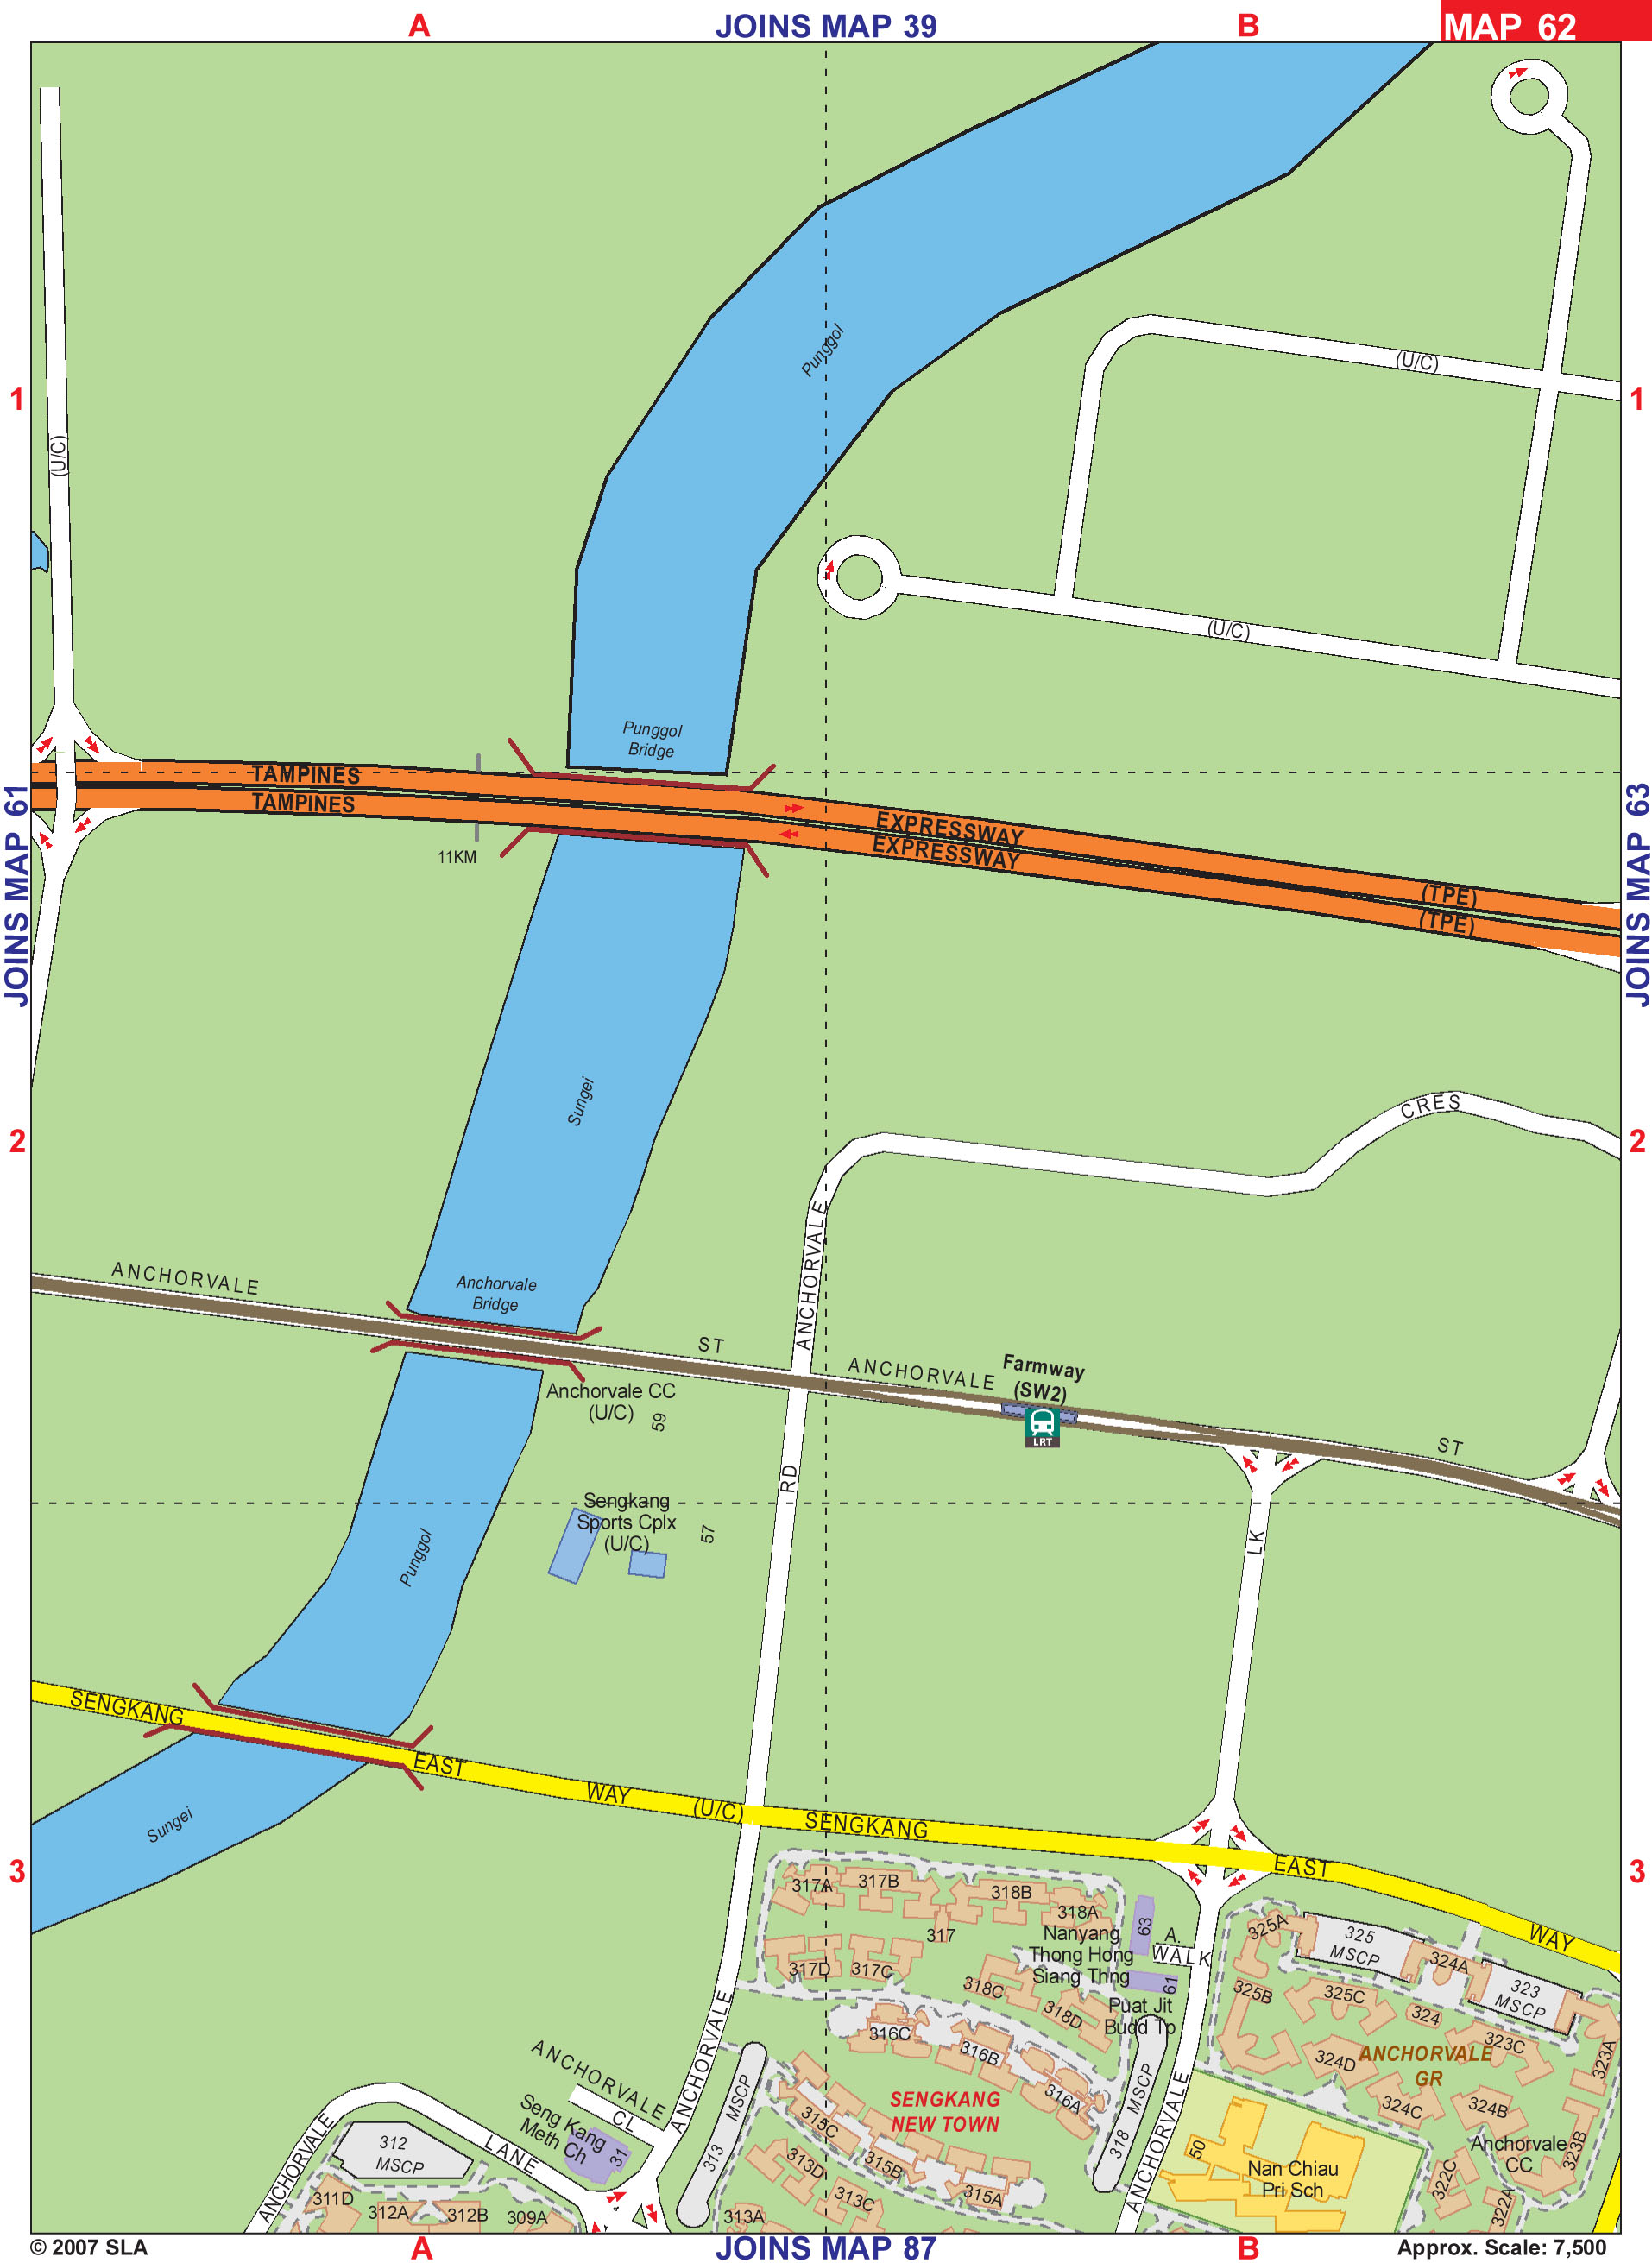 A
JOINS MAP 39
B
MAP 62
Punggol
(U/C)
1
1
(U/C)
(U/C)
Punggol
Bridge
TAMPINES
TAMPINES
EXPRESSWAY
EXPRESSWAY
(TPE)
(TPE)
11KM
JOINS MAP 61
JOINS MAP 63
Sungei
CRES
2
2
ANCHORVALE
ANCHORVALE
Anchorvale
Bridge
ST
ANCHORVALE
Farmway
(SW2)
LRT
Anchorvale CC
(U/C)
59
ST
RD
Sengkang
Sports Cplx
(U/C)
57
LK
Punggol
SENGKANG
EAST
WAY
(U/C)
SENGKANG
EAST
WAY
Sungei
3
3
317A
317B
318B
318A
317
317D
317C
Nanyang
Thong Hong
Siang Thng
63
A.
WALK
61
318C
318D
Puat Jit
Budd Tp
325A
325
MSCP
324A
323
MSCP
325B
325C
324
323C
323A
324D
ANCHORVALE
GR
324C
324B
323B
316C
316B
316A
ANCHORVALE
ANCHORVALE
CL
Seng Kang
Meth Ch
31
313
MSCP
SENGKANG
NEW TOWN
318
MSCP
ANCHORVALE
315C
315B
315A
313D
313C
313A
50
Nan Chiau
Pri Sch
Anchorvale
CC
322C
322A
ANCHORVALE
LANE
312
MSCP
311D
312A
312B
309A
© 2007 SLA
A
JOINS MAP 87
B
Approx. Scale: 7,500